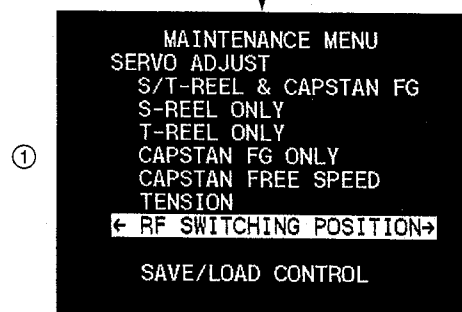 MAINTENANCE MENU
SERVO ADJUST
S/T-REEL & CAPSTAN FG
S-REEL ONLY
T-REEL ONLY
① CAPSTAN FG ONLY
CAPSTAN FREE SPEED
TENSION
← RF SWITCHING POSITION→
SAVE/LOAD CONTROL